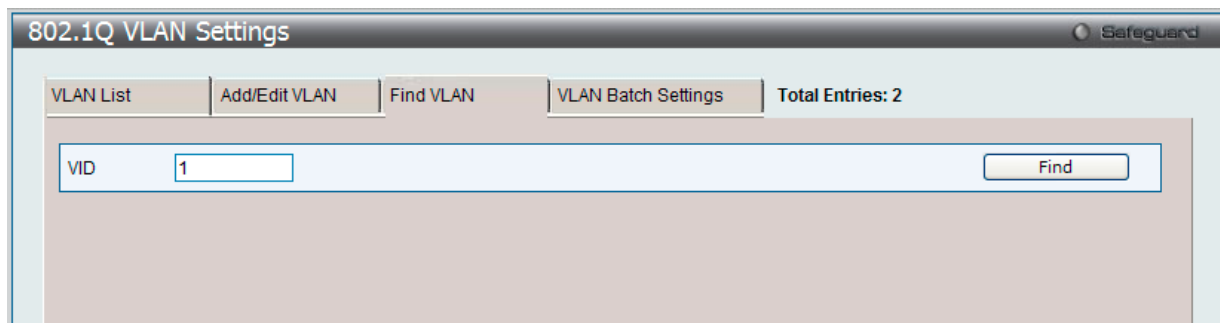 802.1Q VLAN Settings
Safeguard
VLAN List
Add/Edit VLAN
Find VLAN
VLAN Batch Settings
Total Entries: 2
VID
1
Find